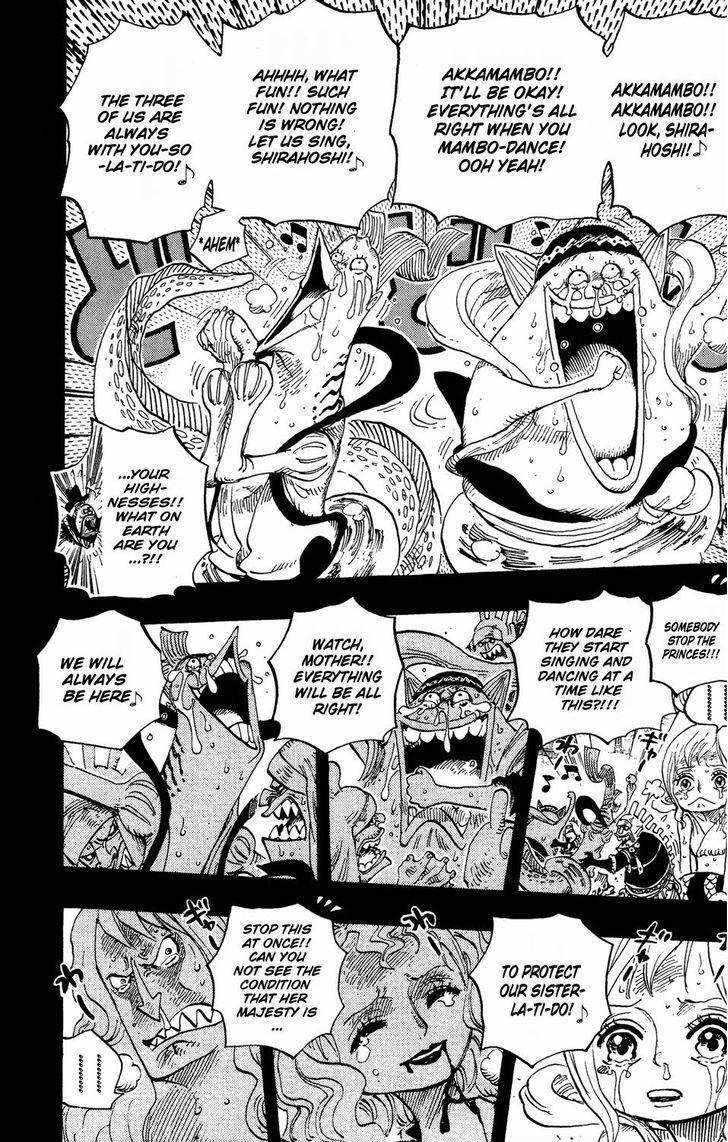 AKKAMAMBO!!
AKKAMAMBO!!
LOOK, SHIRA-
HOSHI!♪
AKKAMAMBO!!
IT'LL BE OKAY!
EVERYTHING'S ALL
RIGHT WHEN YOU
MAMBO-DANCE!
OOH YEAH!
AHHHH, WHAT
FUN!! SUCH
FUN! NOTHING
IS WRONG!
LET US SING,
SHIRAHOSHI!♪
THE THREE
OF US ARE
ALWAYS
WITH YOU-SO
-LA-TI-DO!♪
*AHEM*
...YOUR
HIGH-
NESSES!!
WHAT ON
EARTH
ARE YOU
...?!!
SOMEBODY
STOP THE
PRINCES!!!
!!!
HOW DARE
THEY START
SINGING AND
DANCING AT A
TIME LIKE
THIS?!!!
WATCH,
MOTHER!!
EVERYTHING
WILL BE ALL
RIGHT!
WE WILL
ALWAYS
BE HERE♪
TO PROTECT
OUR SISTER-
LA-TI-DO!♪
STOP THIS
AT ONCE!!
CAN YOU
NOT SEE THE
CONDITION
THAT HER
MAJESTY IS
...